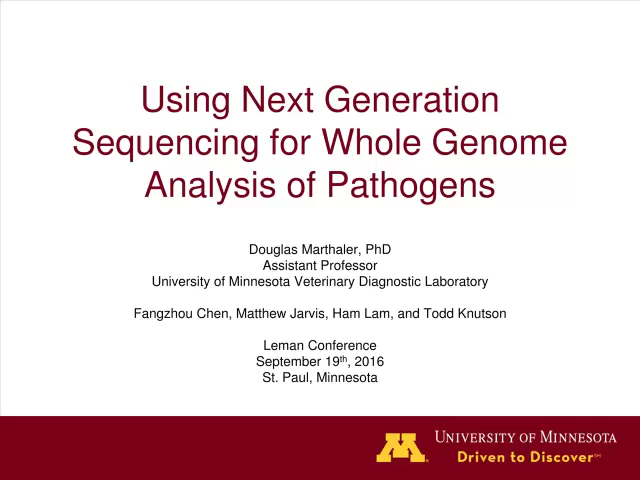 Using Next Generation
Sequencing for Whole Genome
Analysis of Pathogens
Douglas Marthaler, PhD
Assistant Professor
University of Minnesota Veterinary Diagnostic Laboratory
Fangzhou Chen, Matthew Jarvis, Ham Lam, and Todd Knutson
Leman Conference
September 19th, 2016
St. Paul, Minnesota
M
UNIVERSITY OF MINNESOTA
Driven to Discover℠